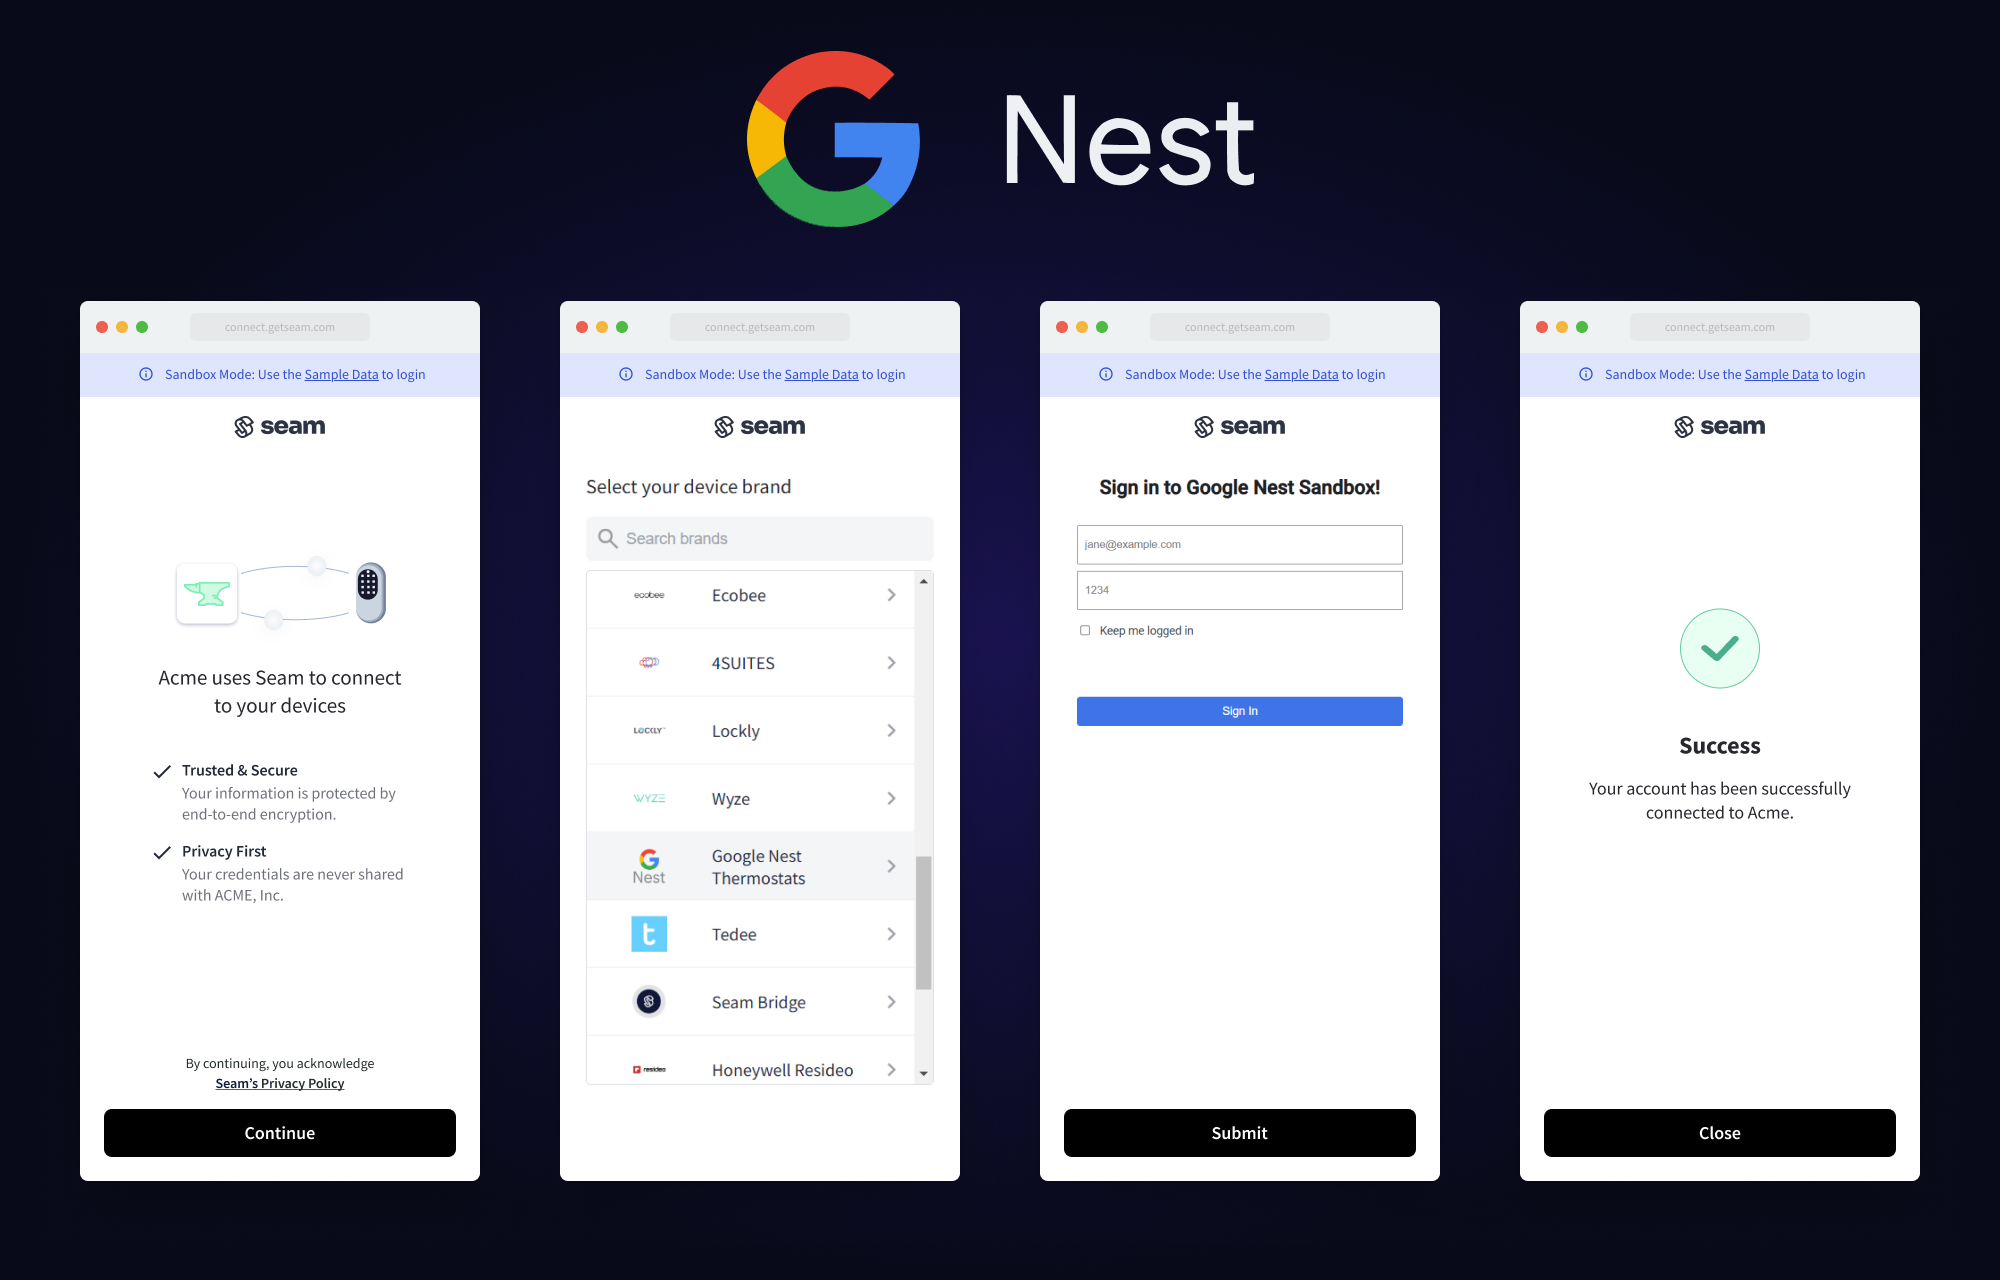 Nest
connect.getseam.com
Sandbox Mode: Use the Sample Data to login
seam
Acme uses Seam to connect
to your devices
Trusted & Secure
Your information is protected by
end-to-end encryption.
Privacy First
Your credentials are never shared
with ACME, Inc.
By continuing, you acknowledge
Seam's Privacy Policy
Continue
connect.getseam.com
Sandbox Mode: Use the Sample Data to login
seam
Select your device brand
Search brands
ecobee Ecobee
4SUITES
LOCKLY Lockly
WYZE Wyze
Nest Google Nest
Thermostats
t Tedee
Seam Bridge
resideo Honeywell Resideo
connect.getseam.com
Sandbox Mode: Use the Sample Data to login
seam
Sign in to Google Nest Sandbox!
jane@example.com
1234
Keep me logged in
Sign In
Submit
connect.getseam.com
Sandbox Mode: Use the Sample Data to login
seam
Success
Your account has been successfully
connected to Acme.
Close